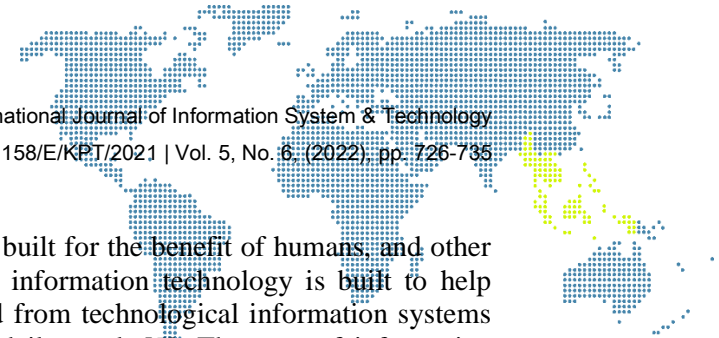 national Journal of Information System & Technology
158/E/KPT/2021 | Vol. 5, No. 6, (2022), pp. 726-735
built for the benefit of humans, and other
information technology is built to help
from technological information systems